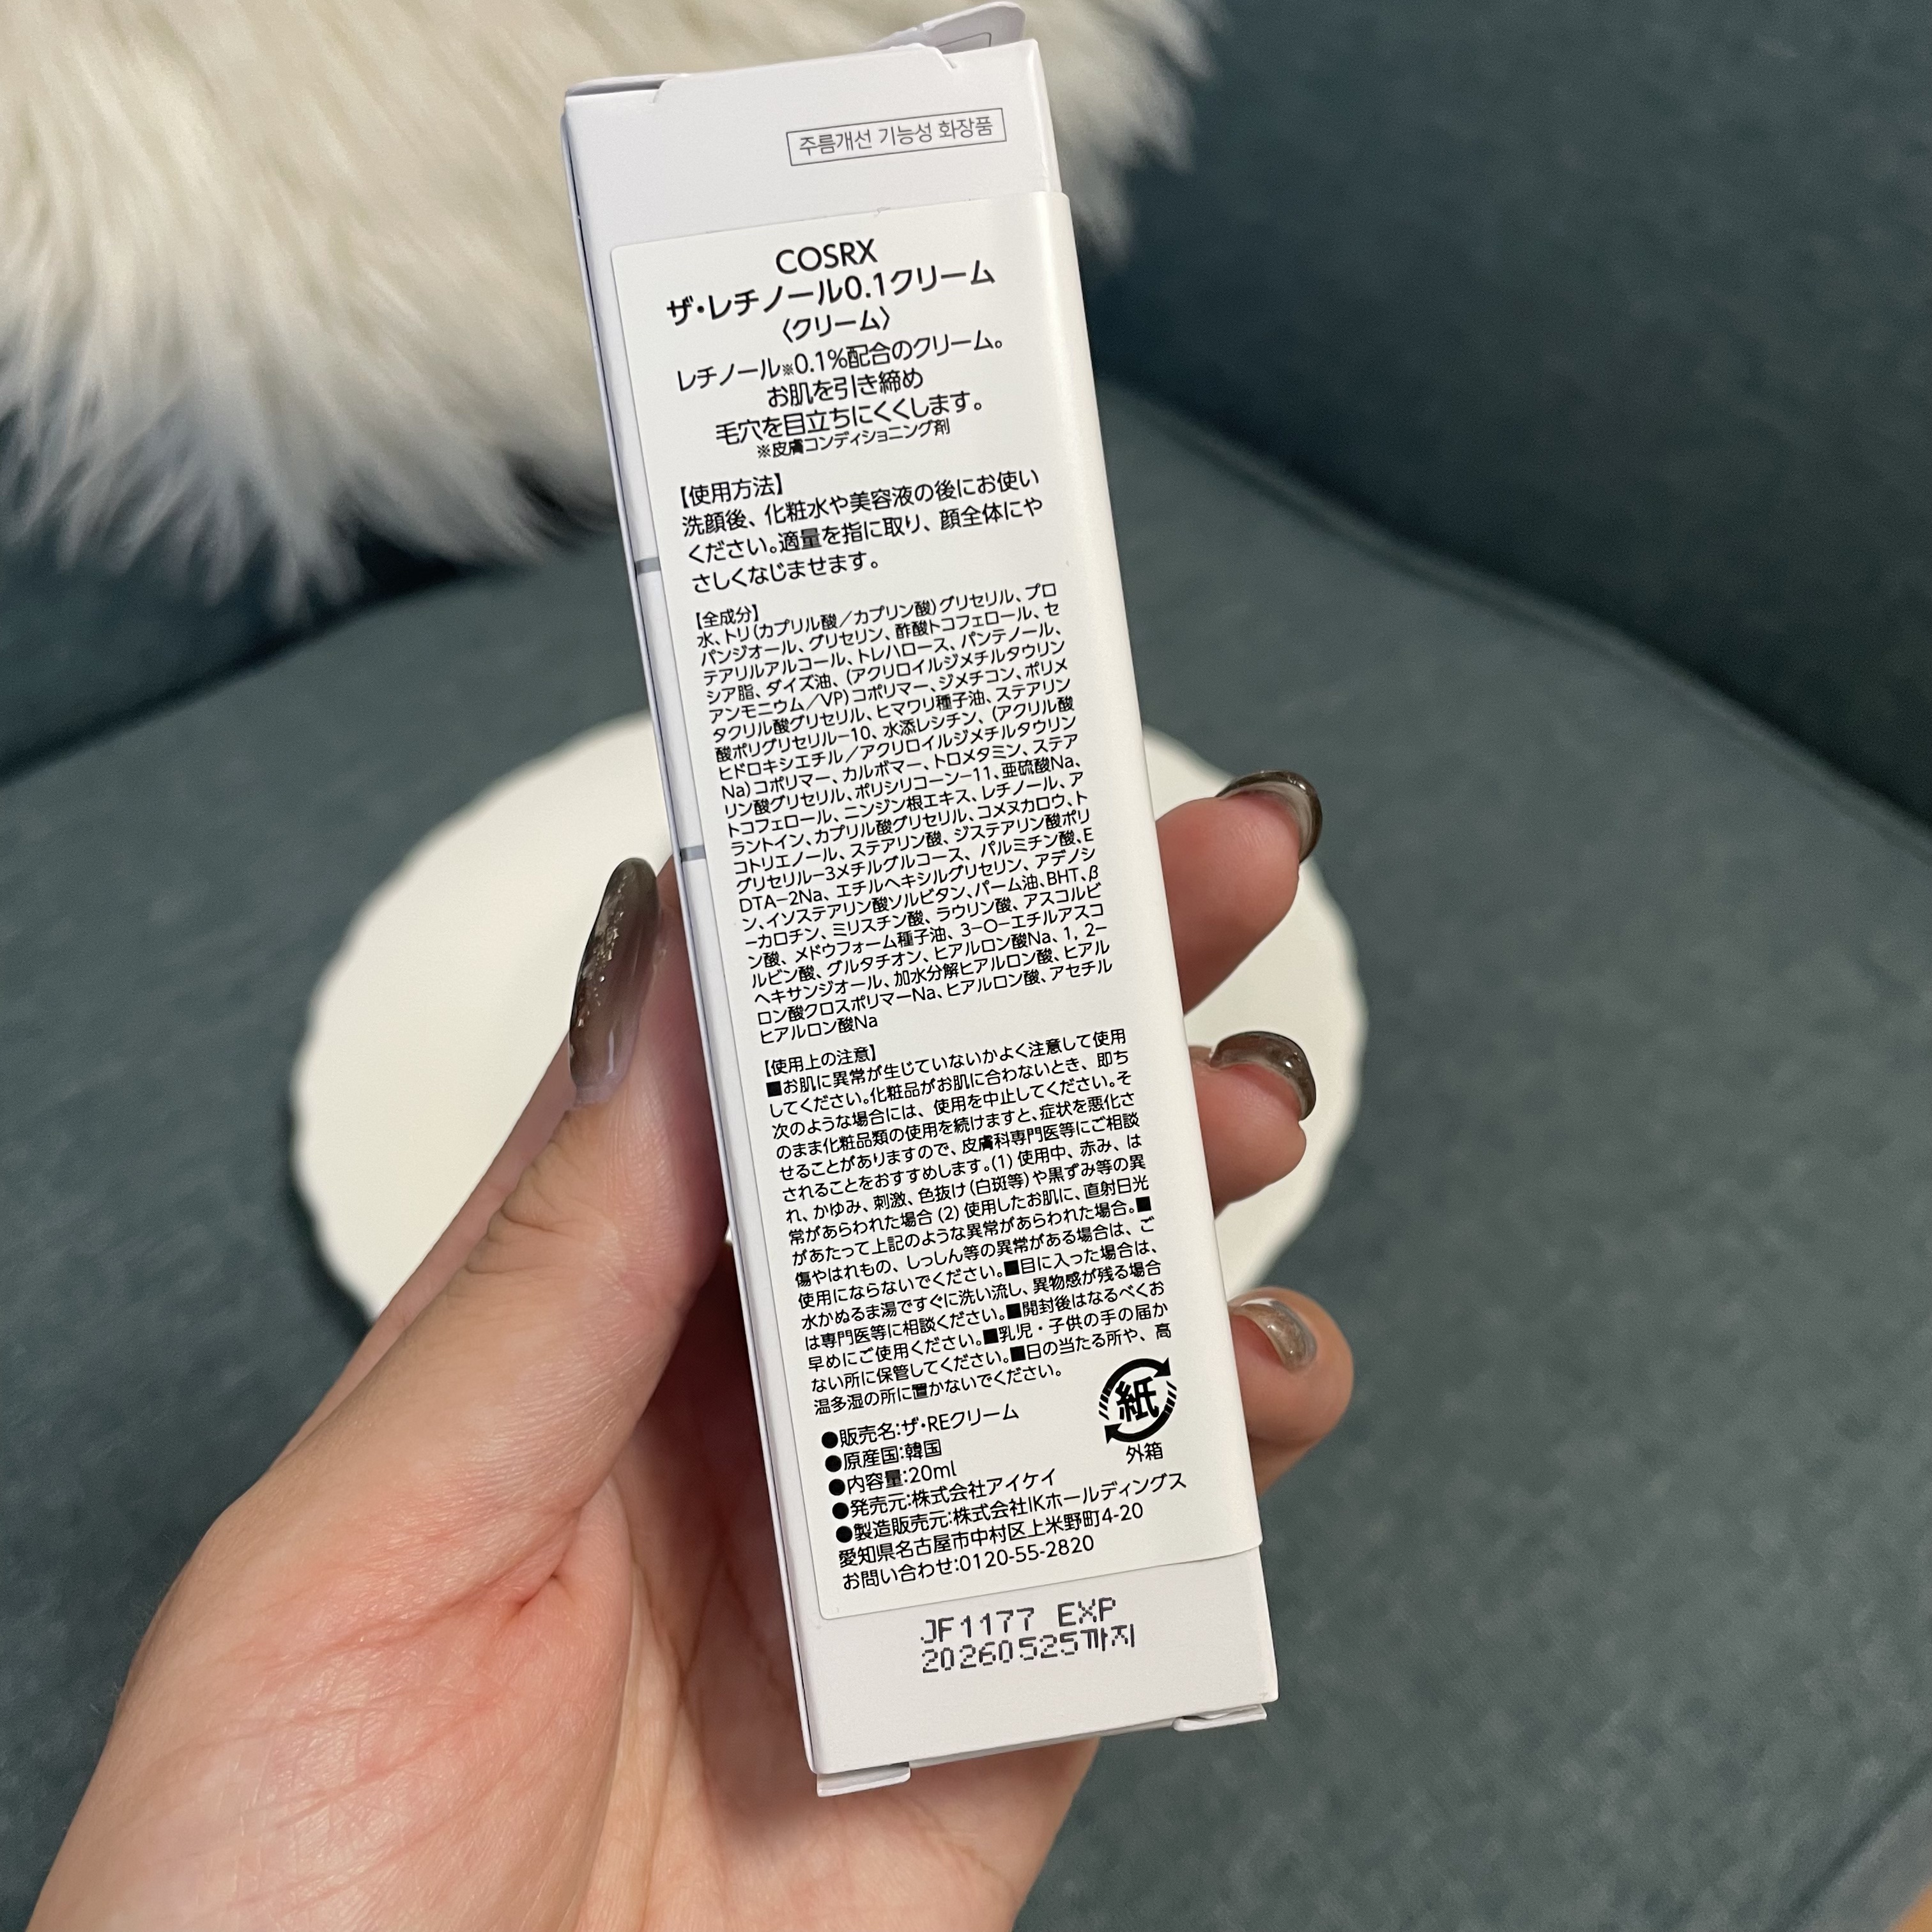 주름개선 기능성 화장품
COSRX
ザ・レチノール0.1クリーム
〈クリーム〉
レチノール※0.1%配合のクリーム。
お肌を引き締め
毛穴を目立ちにくくします。
※皮膚コンディショニング剤
【使用方法】
洗顔後、化粧水や美容液の後にお使い
ください。適量を指に取り、顔全体にや
さしくなじませます。
【全成分】
水、トリ(カプリル酸／カプリン酸)グリセリル、プロ
パンジオール、グリセリン、酢酸トコフェロール、セ
テアリルアルコール、トレハロース、パンテノール、
シア脂、ダイズ油、(アクリロイルジメチルタウリン
アンモニウム／VP)コポリマー、ジメチコン、ポリメ
タクリル酸グリセリル、ヒマワリ種子油、ステアリン
酸ポリグリセリル−10、水添レシチン、(アクリル酸
ヒドロキシエチル／アクリロイルジメチルタウリン
Na)コポリマー、カルボマー、トロメタミン、ステア
リン酸グリセリル、ポリシリコーン−11、亜硫酸Na、
トコフェロール、ニンジン根エキス、レチノール、ア
ラントイン、カプリル酸グリセリル、コメヌカロウ、ト
コトリエノール、ステアリン酸、ジステアリン酸ポリ
グリセリル−3メチルグルコース、パルミチン酸、E
DTA−2Na、エチルヘキシルグリセリン、アデノシ
ン、イソステアリン酸ソルビタン、パーム油、BHT、β
−カロチン、ミリスチン酸、ラウリン酸、アスコルビ
ン酸、メドウフォーム種子油、3−O−エチルアスコ
ルビン酸、グルタチオン、ヒアルロン酸Na、1, 2−
ヘキサンジオール、加水分解ヒアルロン酸、ヒアル
ロン酸クロスポリマーNa、ヒアルロン酸、アセチル
ヒアルロン酸Na
【使用上の注意】
■お肌に異常が生じていないかよく注意して使用
してください。化粧品がお肌に合わないとき、即ち
次のような場合には、使用を中止してください。そ
のまま化粧品類の使用を続けますと、症状を悪化さ
せることがありますので、皮膚科専門医等にご相談
されることをおすすめします。(1) 使用中、赤み、は
れ、かゆみ、刺激、色抜け(白斑等)や黒ずみ等の異
常があらわれた場合 (2) 使用したお肌に、直射日光
があたって上記のような異常があらわれた場合。■
傷やはれもの、しっしん等の異常がある場合は、ご
使用にならないでください。■目に入った場合は、
水かぬるま湯ですぐに洗い流し、異物感が残る場合
は専門医等に相談ください。■開封後はなるべくお
早めにご使用ください。■乳児・子供の手の届か
ない所に保管してください。■日の当たる所や、高
温多湿の所に置かないでください。
●販売名:ザ・REクリーム
●原産国:韓国
●内容量:20ml
紙
外箱
●発売元:株式会社アイケイ
●製造販売元:株式会社IKホールディングス
愛知県名古屋市中村区上米野町4-20
お問い合わせ:0120-55-2820
JF1177 EXP
20260525까지